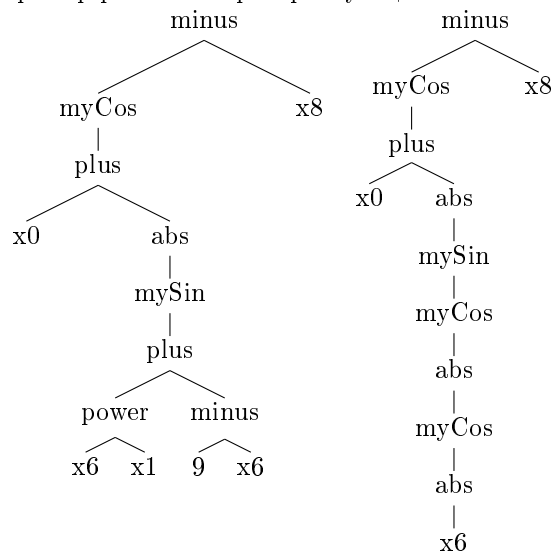 minus
myCos x8
plus
x0 abs
mySin
plus
power minus
x6 x1 9 x6
minus
myCos x8
plus
x0 abs
mySin
myCos
abs
myCos
abs
x6